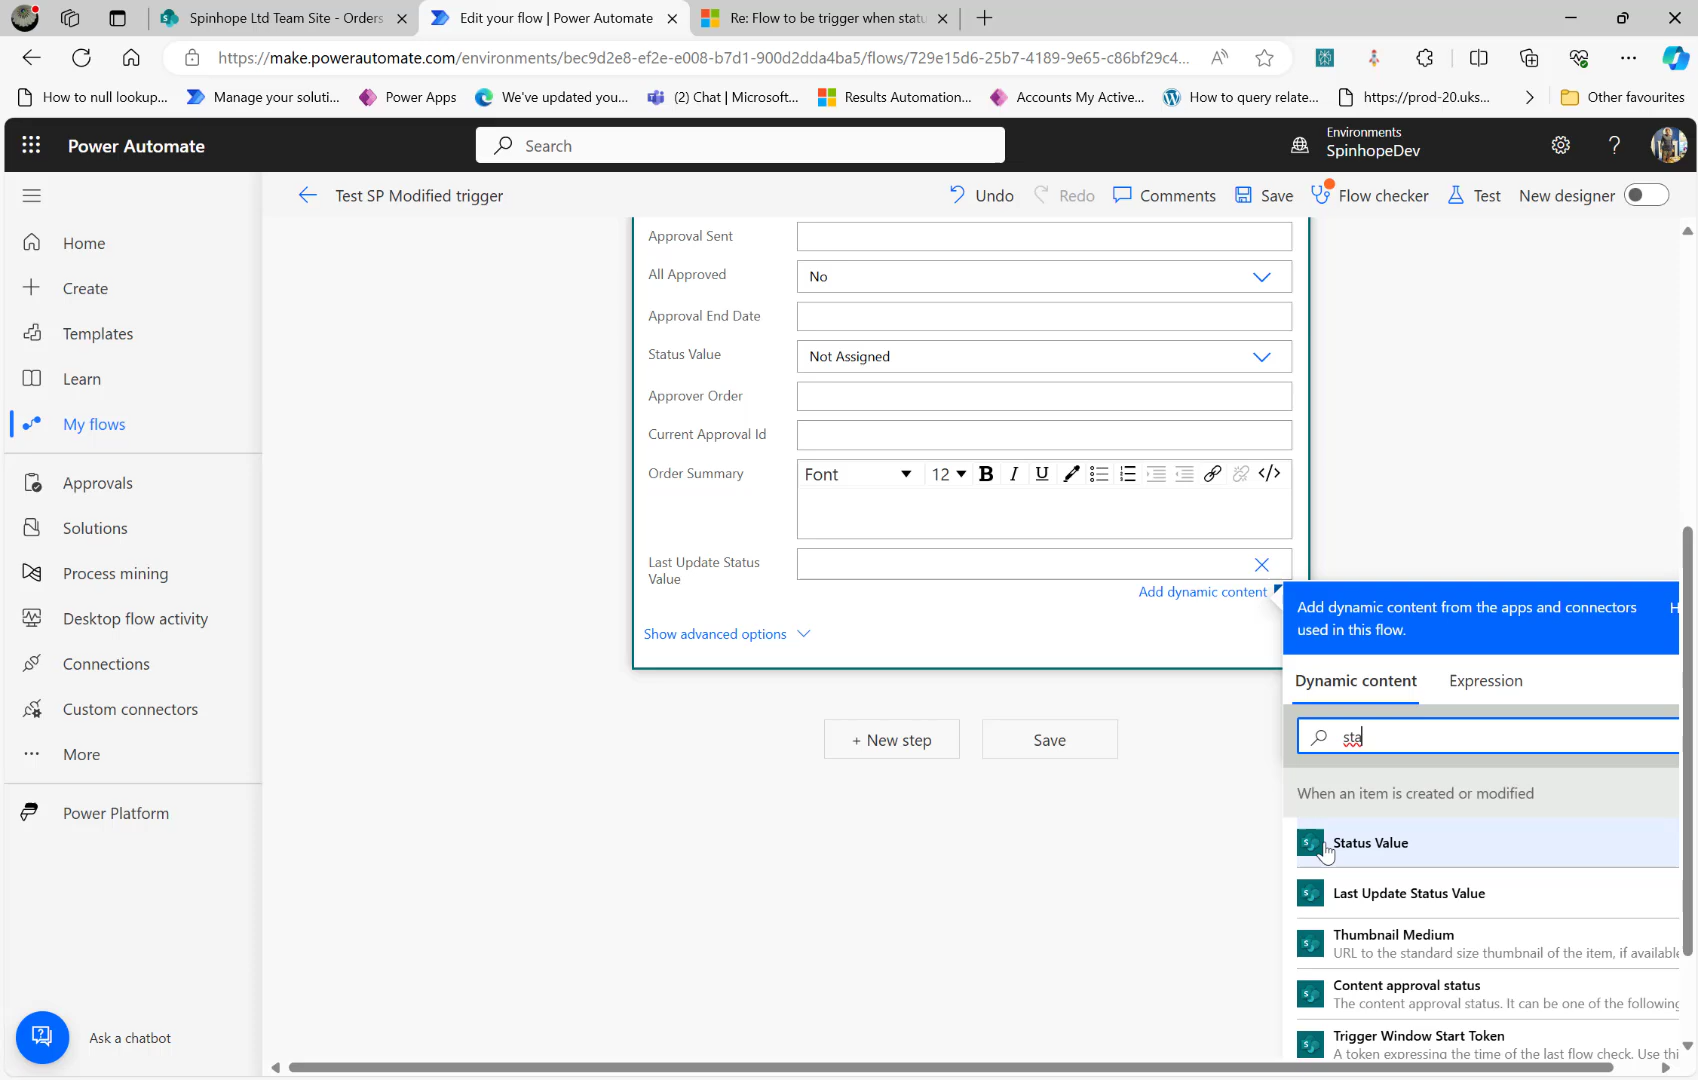 Spinhope Ltd Team Site - Orders
Edit your flow | Power Automate
Re: Flow to be trigger when statu
https://make.powerautomate.com/environments/bec9d2e8-ef2e-e008-b7d1-900d2dda4ba5/flows/729e15d6-25b7-4189-9e65-c86bf29c4...
How to null lookup...
Manage your soluti...
Power Apps
We've updated you...
(2) Chat | Microsoft...
Results Automation...
Accounts My Active...
How to query relate...
https://prod-20.uks...
Other favourites
Power Automate
Search
Environments
SpinhopeDev
Test SP Modified trigger
Undo
Redo
Comments
Save
Flow checker
Test
New designer
Home
Create
Templates
Learn
My flows
Approvals
Solutions
Process mining
Desktop flow activity
Connections
Custom connectors
More
Power Platform
Ask a chatbot
Approval Sent
All Approved
No
Approval End Date
Status Value
Not Assigned
Approver Order
Current Approval Id
Order Summary
Font
12
B I U
</>
Last Update Status
Value
Add dynamic content
Show advanced options
+ New step
Save
Add dynamic content from the apps and connectors
used in this flow.
H
Dynamic content
Expression
sta
When an item is created or modified
Status Value
Last Update Status Value
Thumbnail Medium
URL to the standard size thumbnail of the item, if available
Content approval status
The content approval status. It can be one of the following
Trigger Window Start Token
A token expressing the time of the last flow check. Use thi